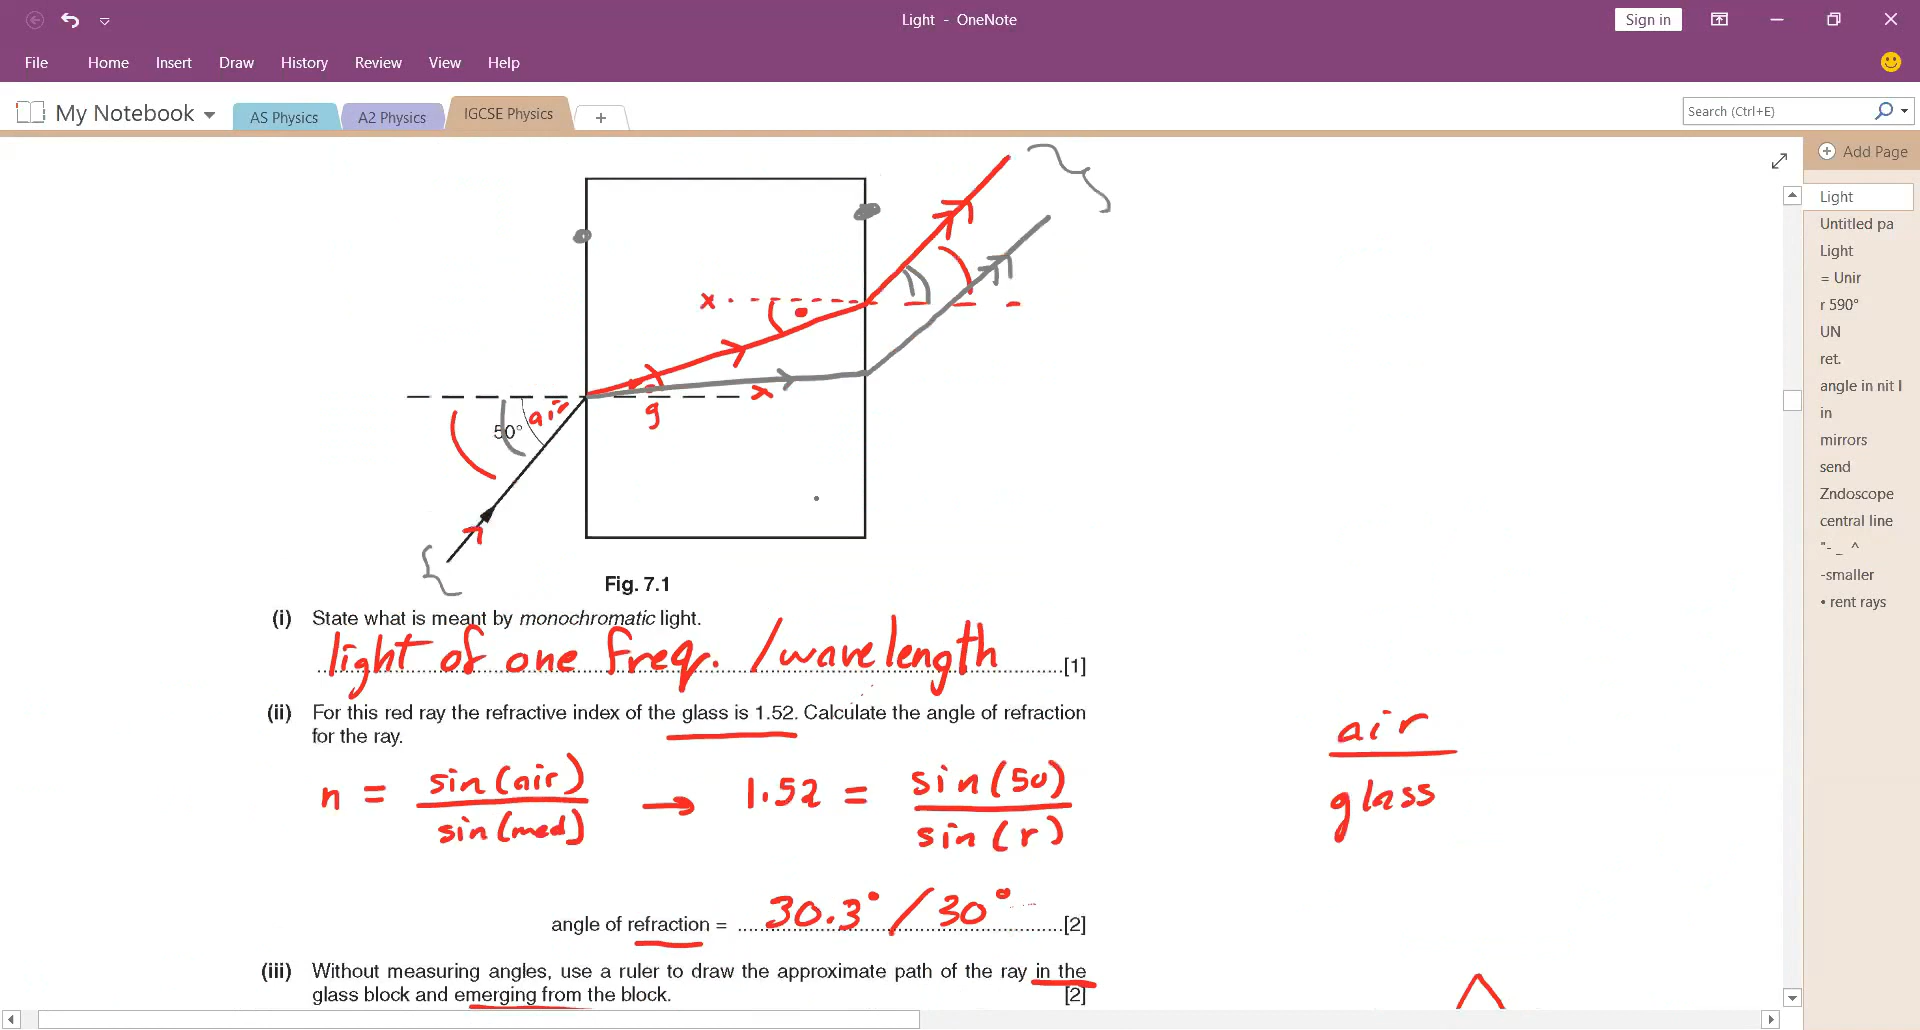 Light - OneNote
Sign in
File Home Insert Draw History Review View Help
My Notebook
AS Physics A2 Physics IGCSE Physics +
Search (Ctrl+E)
Add Page
Light
Untitled pa
Light
= Unir
r 590°
UN
ret.
angle in nit I
in
mirrors
send
Zndoscope
central line
"- _ ^
-smaller
• rent rays
x
x
air
50°
g
Fig. 7.1
(i) State what is meant by monochromatic light.
light of one freq. / wavelength [1]
(ii) For this red ray the refractive index of the glass is 1.52. Calculate the angle of refraction
for the ray.
n = sin(air) / sin(med) → 1.52 = sin(50) / sin(r)
air
glass
angle of refraction = 30.3° / 30° [2]
(iii) Without measuring angles, use a ruler to draw the approximate path of the ray in the
glass block and emerging from the block. [2]